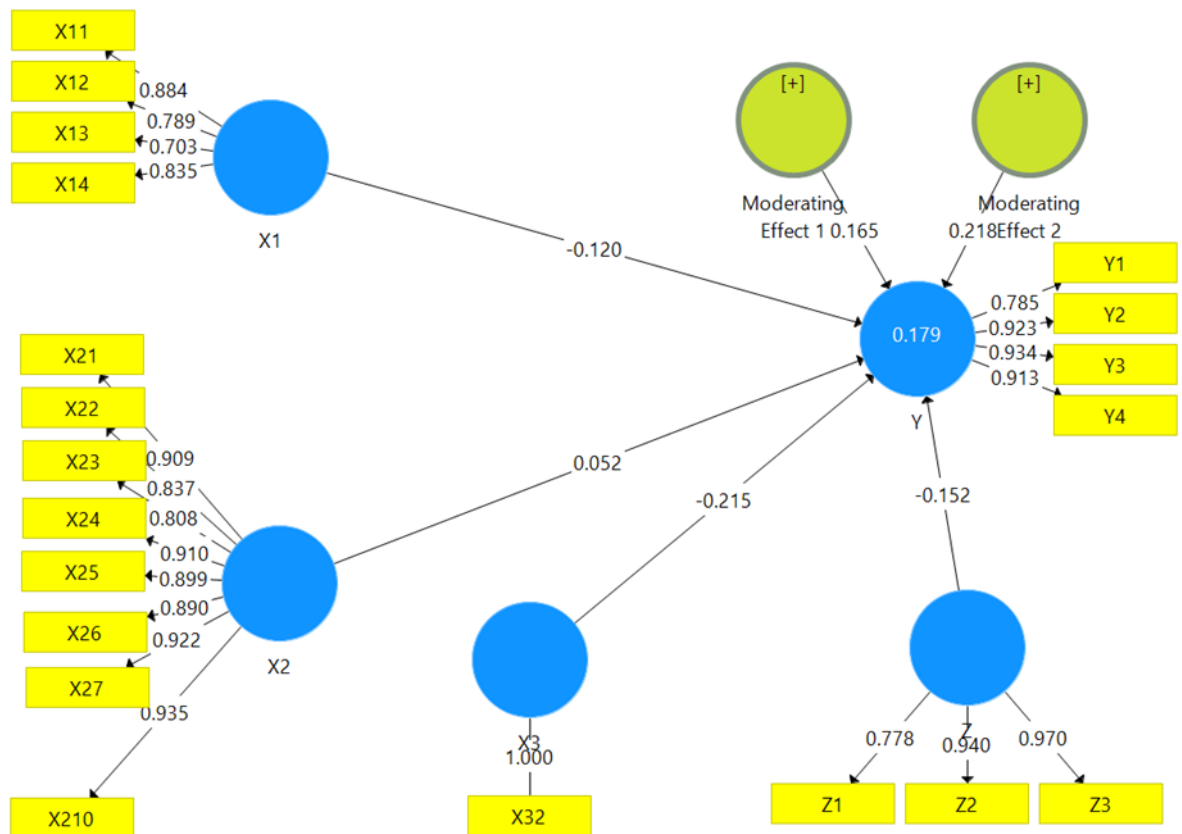 X11
X12
X13
X14
0.884
0.789
0.703
0.835
X1
-0.120
[+]
[+]
Moderating
Effect 1
0.165
Moderating
Effect 2
0.218
0.179
Y
0.785
0.923
0.934
0.913
Y1
Y2
Y3
Y4
X21
X22
X23
X24
X25
X26
X27
X210
0.909
0.837
0.808
0.910
0.899
0.890
0.922
0.935
X2
0.052
-0.215
-0.152
X3
1.000
X32
Z
0.778
0.940
0.970
Z1
Z2
Z3